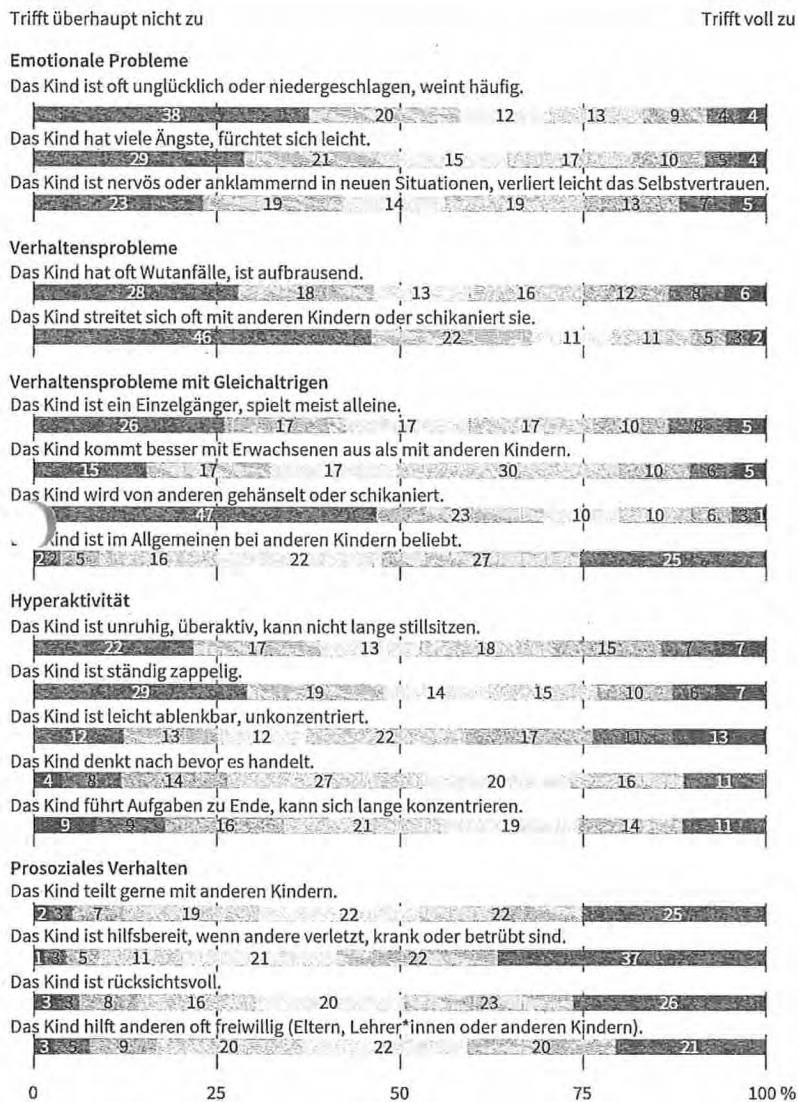 Trifft überhaupt nicht zu Trifft voll zu
Emotionale Probleme
Das Kind ist oft unglücklich oder niedergeschlagen, weint häufig.
38 20 12 13 9 4 4
Das Kind hat viele Ängste, fürchtet sich leicht.
29 21 15 17 10 5 4
Das Kind ist nervös oder anklammernd in neuen Situationen, verliert leicht das Selbstvertrauen.
23 19 14 19 13 7 5
Verhaltensprobleme
Das Kind hat oft Wutanfälle, ist aufbrausend.
28 18 13 16 12 8 6
Das Kind streitet sich oft mit anderen Kindern oder schikaniert sie.
46 22 11 11 5 3 2
Verhaltensprobleme mit Gleichaltrigen
Das Kind ist ein Einzelgänger, spielt meist alleine.
26 17 17 17 10 8 5
Das Kind kommt besser mit Erwachsenen aus als mit anderen Kindern.
15 17 17 30 10 6 5
Das Kind wird von anderen gehänselt oder schikaniert.
47 23 10 10 6 3 1
Kind ist im Allgemeinen bei anderen Kindern beliebt.
2 2 5 16 22 27 25
Hyperaktivität
Das Kind ist unruhig, überaktiv, kann nicht lange stillsitzen.
22 17 13 18 15 7 7
Das Kind ist ständig zappelig.
29 19 14 15 10 6 7
Das Kind ist leicht ablenkbar, unkonzentriert.
12 13 12 22 17 11 13
Das Kind denkt nach bevor es handelt.
4 8 14 27 20 16 11
Das Kind führt Aufgaben zu Ende, kann sich lange konzentrieren.
9 9 16 21 19 14 11
Prosoziales Verhalten
Das Kind teilt gerne mit anderen Kindern.
2 3 7 19 22 22 25
Das Kind ist hilfsbereit, wenn andere verletzt, krank oder betrübt sind.
1 3 5 11 21 22 37
Das Kind ist rücksichtsvoll.
3 3 8 16 20 23 26
Das Kind hilft anderen oft freiwillig (Eltern, Lehrer*innen oder anderen Kindern).
3 5 9 20 22 20 21
0 25 50 75 100 %